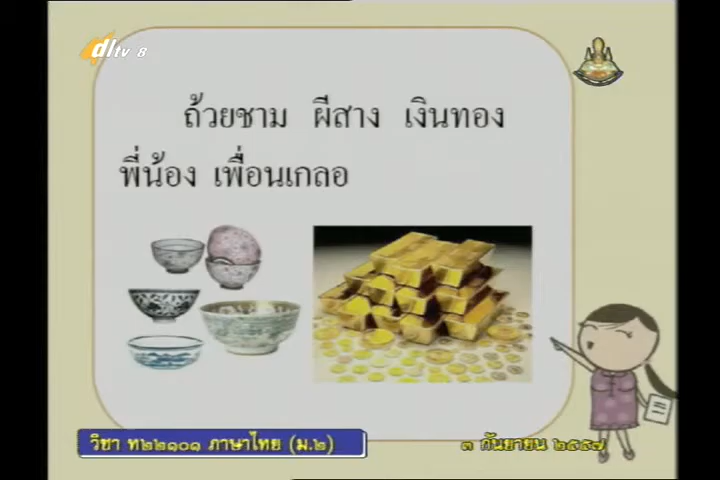 dltv 8
ถ้วยชาม ผีสาง เงินทอง
พี่น้อง เพื่อนเกลอ
วิชา ท๒๒๑๐๑ ภาษาไทย (ม.๒)
๓ กันยายน ๒๕๕๗